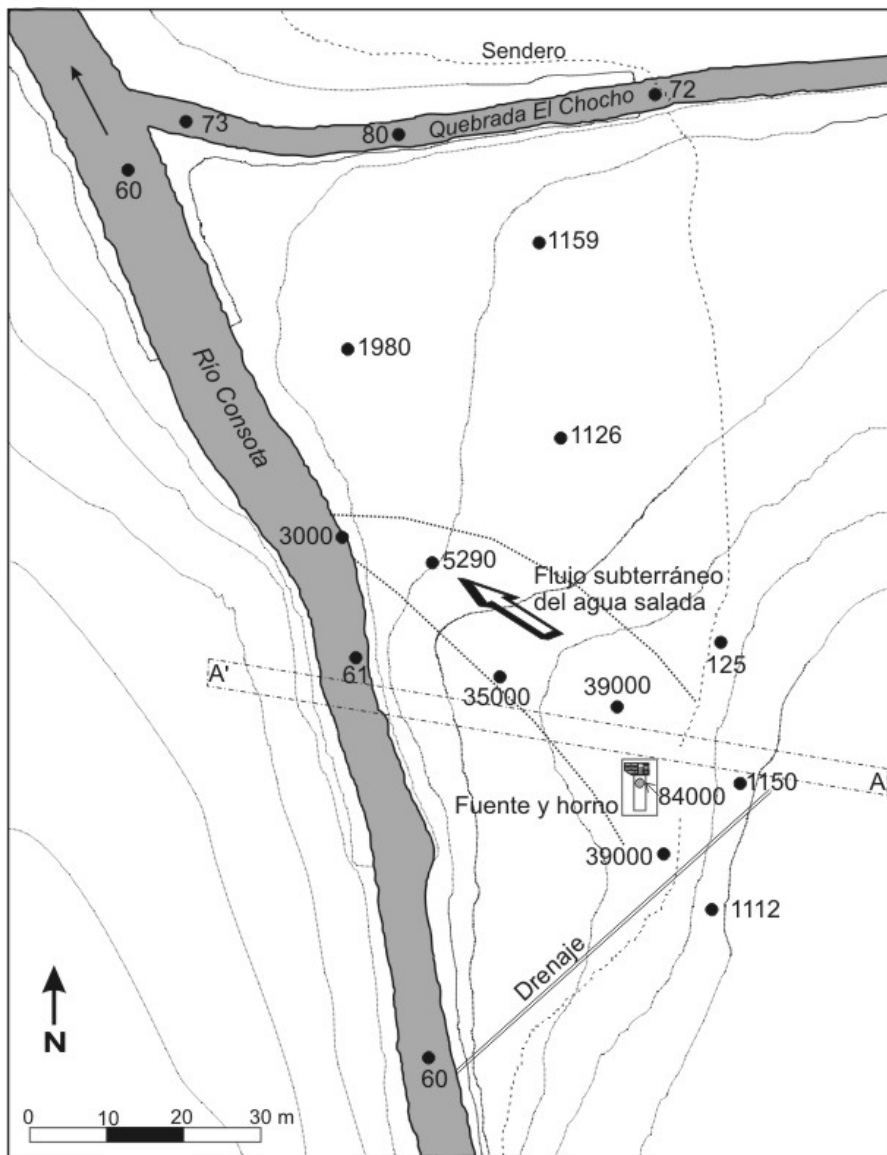 Sendero
72
73
80
Quebrada El Chocho
60
1159
1980
Río Consota
1126
3000
5290
Flujo subterráneo
del agua salada
125
61
A'
35000
39000
A
1150
84000
Fuente y horno
39000
1112
Drenaje
N
60
0 10 20 30 m